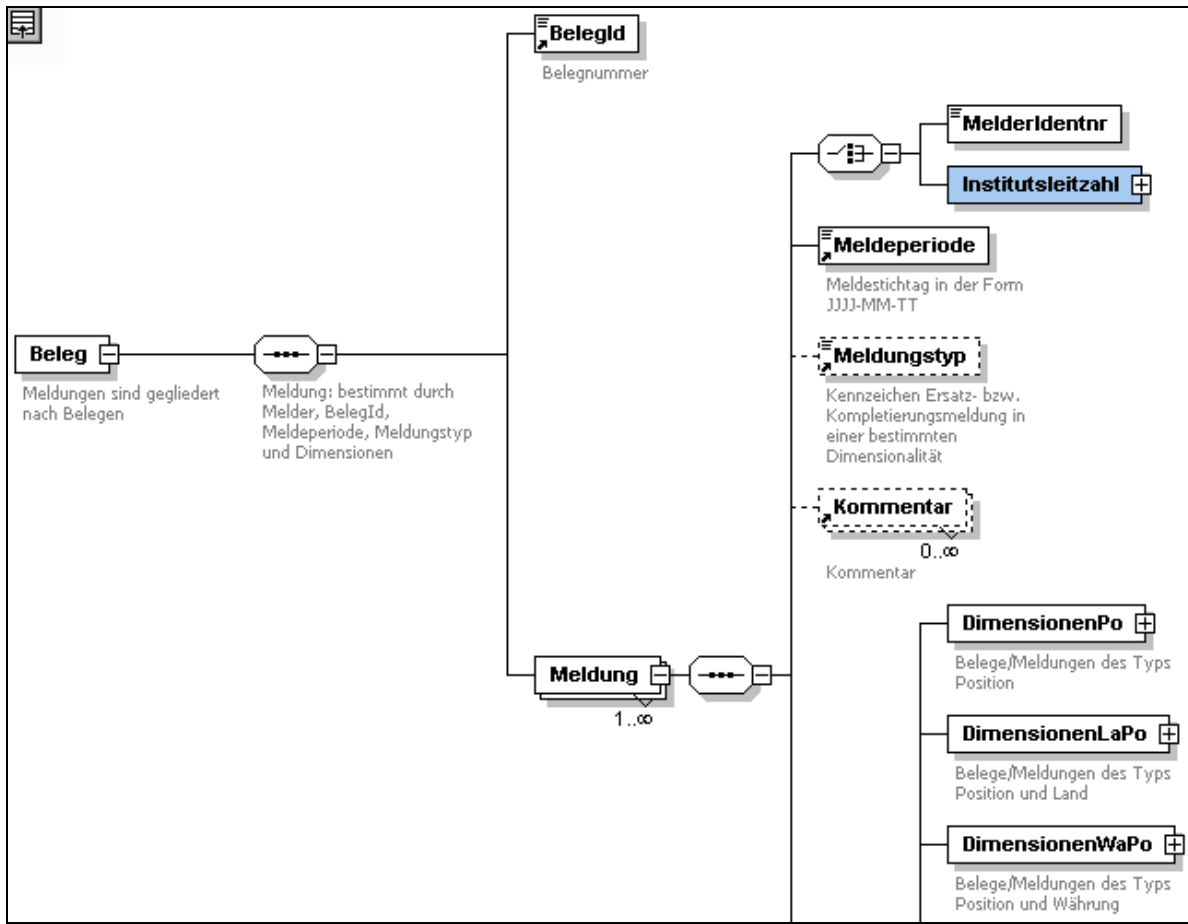 BelegId
Belegnummer
MelderIdentnr
Institutsleitzahl
Meldeperiode
Meldestichtag in der Form
JJJJ-MM-TT
Beleg
Meldungen sind gegliedert
nach Belegen
Meldung: bestimmt durch
Melder, BelegId,
Meldeperiode, Meldungstyp
und Dimensionen
Meldungstyp
Kennzeichen Ersatz- bzw.
Kompletierungsmeldung in
einer bestimmten
Dimensionalität
Kommentar
0..∞
Kommentar
Meldung
1..∞
DimensionenPo
Belege/Meldungen des Typs
Position
DimensionenLaPo
Belege/Meldungen des Typs
Position und Land
DimensionenWaPo
Belege/Meldungen des Typs
Position und Währung